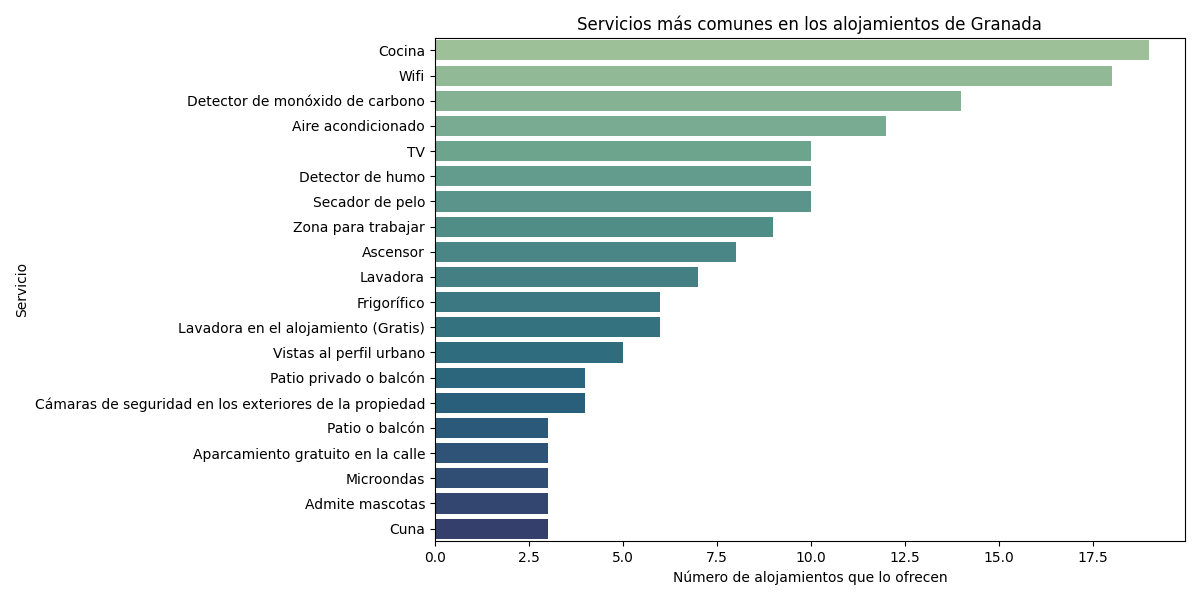 Servicios más comunes en los alojamientos de Granada
Servicio
Cocina
Wifi
Detector de monóxido de carbono
Aire acondicionado
TV
Detector de humo
Secador de pelo
Zona para trabajar
Ascensor
Lavadora
Frigorífico
Lavadora en el alojamiento (Gratis)
Vistas al perfil urbano
Patio privado o balcón
Cámaras de seguridad en los exteriores de la propiedad
Patio o balcón
Aparcamiento gratuito en la calle
Microondas
Admite mascotas
Cuna
0.0 2.5 5.0 7.5 10.0 12.5 15.0 17.5
Número de alojamientos que lo ofrecen